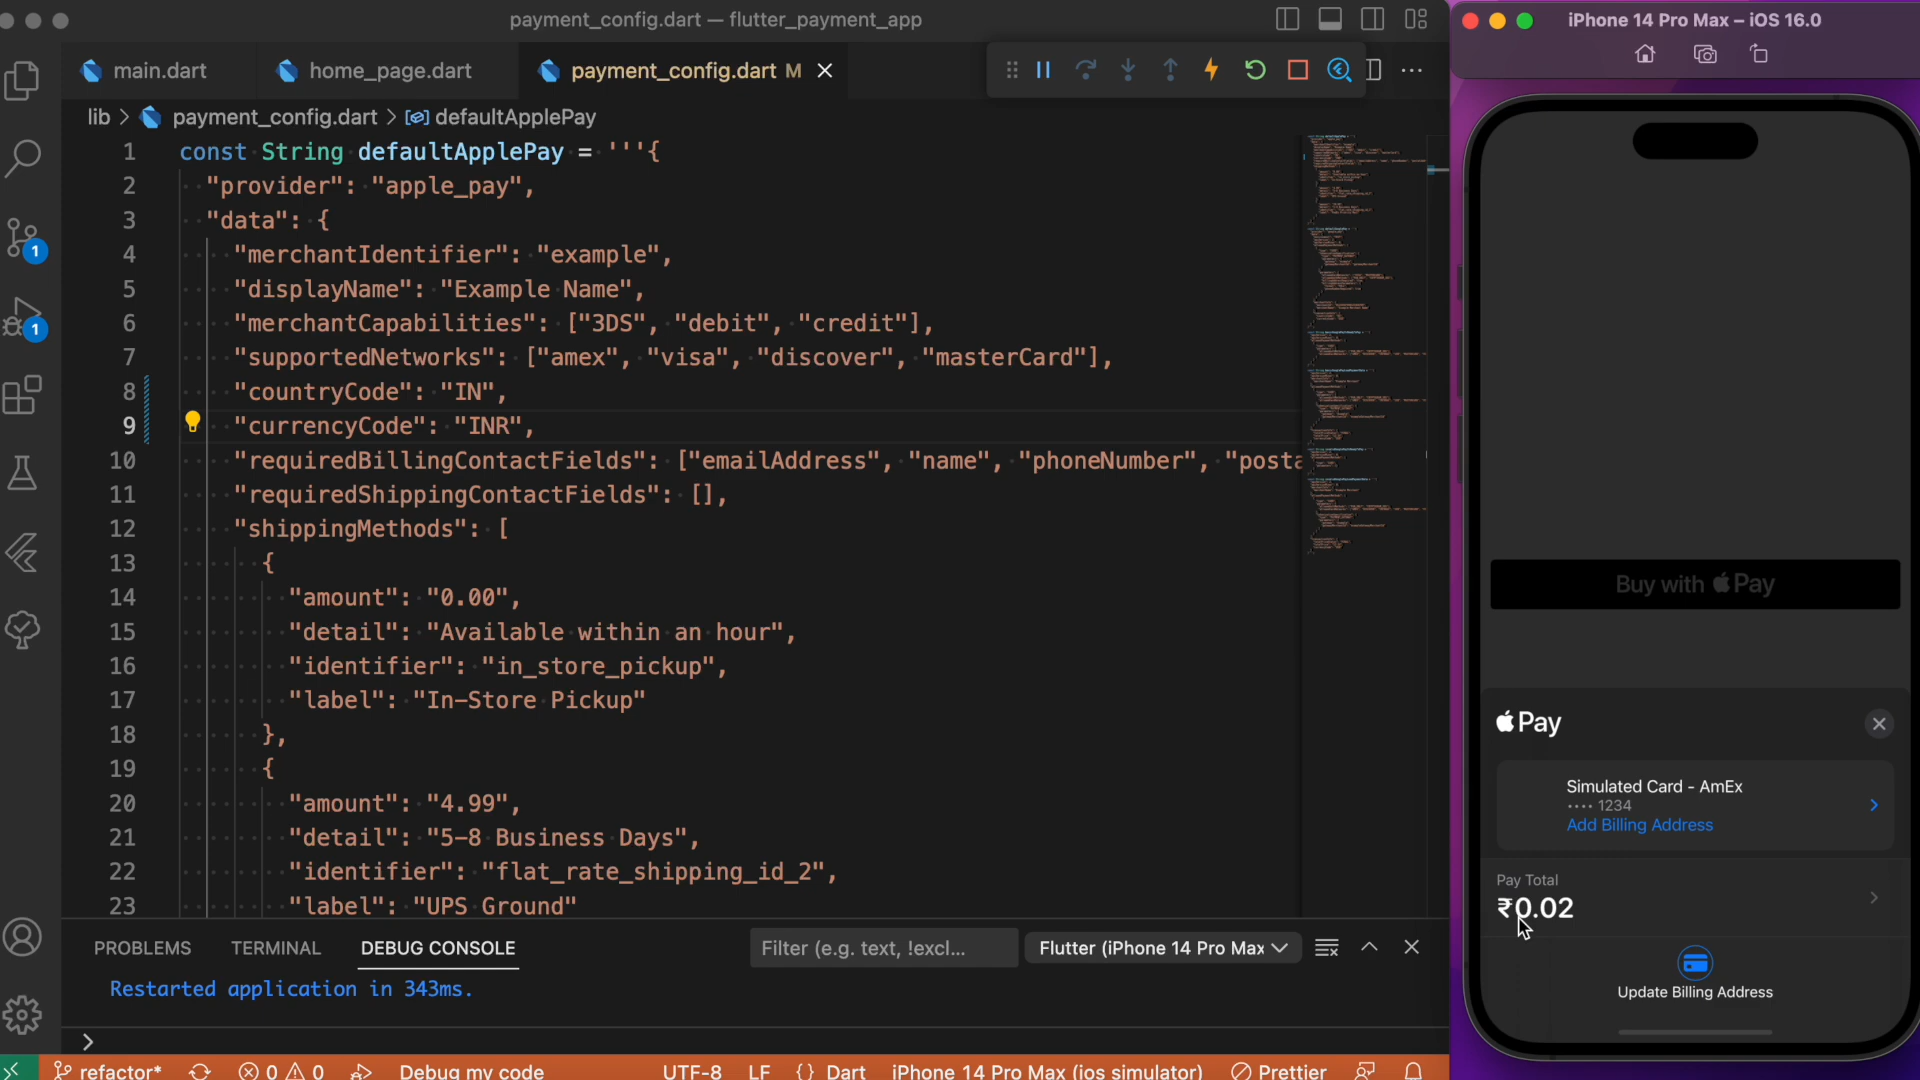 payment_config.dart — flutter_payment_app
main.dart
home_page.dart
payment_config.dart M
lib > payment_config.dart > defaultApplePay
1 const String defaultApplePay = '''{
2 "provider": "apple_pay",
3 "data": {
4 "merchantIdentifier": "example",
5 "displayName": "Example Name",
6 "merchantCapabilities": ["3DS", "debit", "credit"],
7 "supportedNetworks": ["amex", "visa", "discover", "masterCard"],
8 "countryCode": "IN",
9 "currencyCode": "INR",
10 "requiredBillingContactFields": ["emailAddress", "name", "phoneNumber", "posta
11 "requiredShippingContactFields": [],
12 "shippingMethods": [
13 {
14 "amount": "0.00",
15 "detail": "Available within an hour",
16 "identifier": "in_store_pickup",
17 "label": "In-Store Pickup"
18 },
19 {
20 "amount": "4.99",
21 "detail": "5-8 Business Days",
22 "identifier": "flat_rate_shipping_id_2",
23 "label": "UPS Ground"
1
1
PROBLEMS
TERMINAL
DEBUG CONSOLE
Filter (e.g. text, !excl...
Flutter (iPhone 14 Pro Max
Restarted application in 343ms.
refactor*
0 0
Debug my code
UTF-8
LF
{} Dart
iPhone 14 Pro Max (ios simulator)
Prettier
iPhone 14 Pro Max – iOS 16.0
Buy with Pay
Pay
Simulated Card - AmEx
•••• 1234
Add Billing Address
Pay Total
₹0.02
Update Billing Address